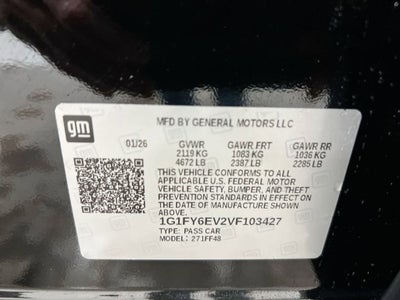 gm
MFD BY GENERAL MOTORS LLC
01/26 GVWR GAWR FRT GAWR RR
2119 KG 1083 KG 1036 KG
4672 LB 2387 LB 2285 LB
THIS VEHICLE CONFORMS TO ALL
APPLICABLE U.S. FEDERAL MOTOR
VEHICLE SAFETY, BUMPER, AND THEFT
PREVENTION STANDARDS IN EFFECT ON
THE DATE OF MANUFACTURE SHOWN
ABOVE.
1G1FY6EV2VF103427
TYPE: PASS CAR
MODEL: 271FF48